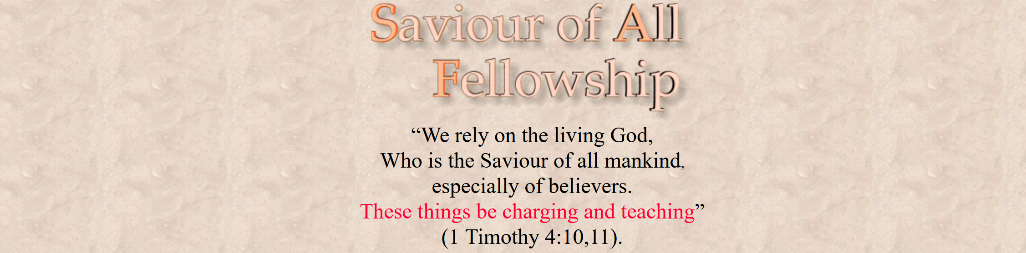 Saviour of All
Fellowship
“We rely on the living God,
Who is the Saviour of all mankind,
especially of believers.
These things be charging and teaching”
(1 Timothy 4:10,11).